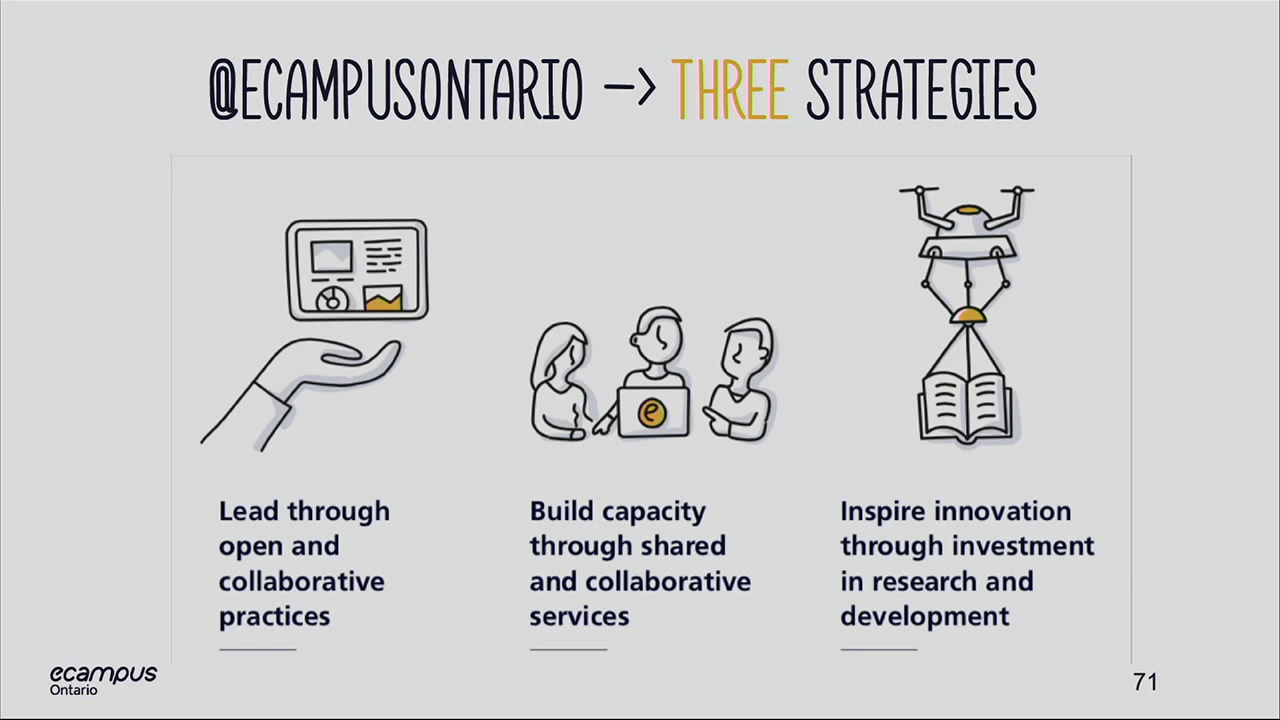 @ECAMPUSONTARIO -> THREE STRATEGIES
e
Lead through
open and
collaborative
practices
Build capacity
through shared
and collaborative
services
Inspire innovation
through investment
in research and
development
ecampus
Ontario
71